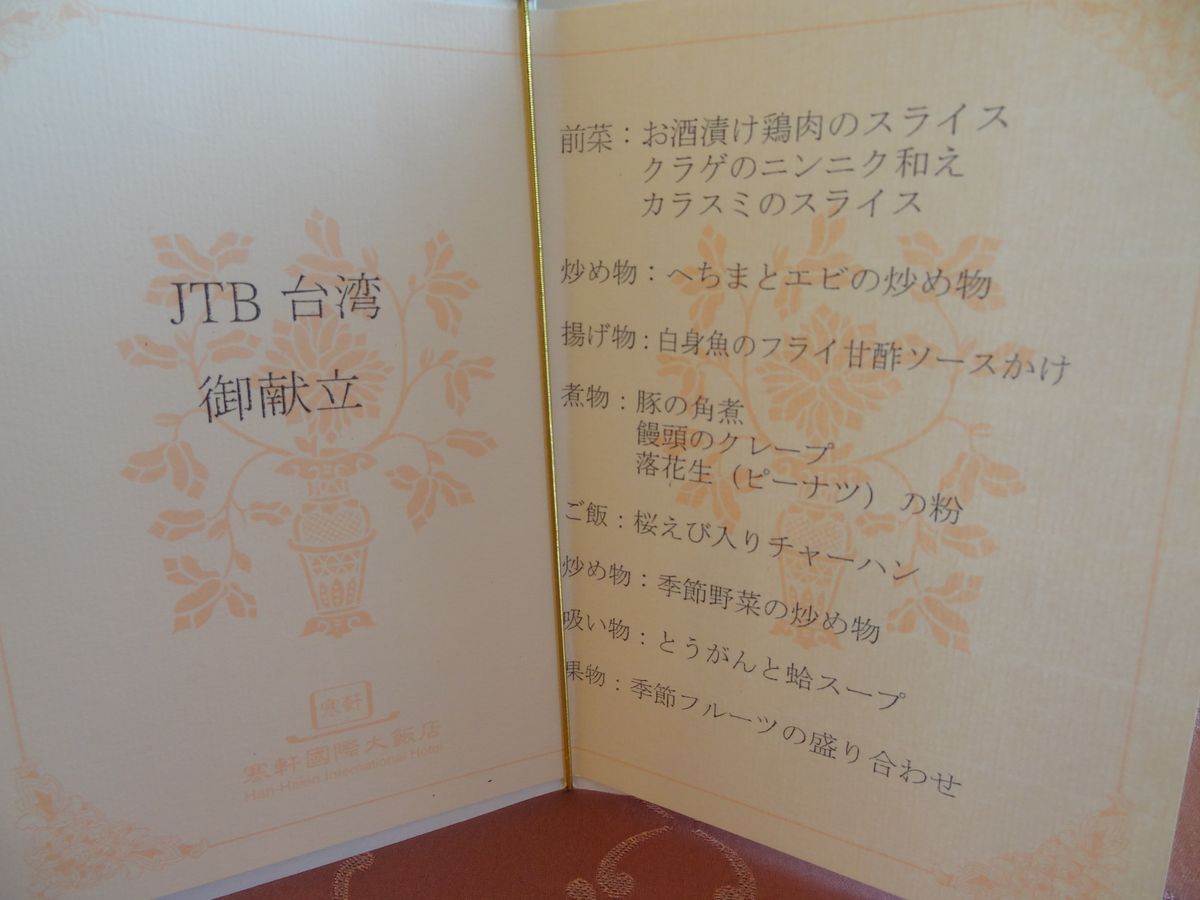 JTB 台湾
御献立
寒軒
寒軒國際大飯店
Han-Hsien International Hotel
前菜：お酒漬け鶏肉のスライス
クラゲのニンニク和え
カラスミのスライス
炒め物：へちまとエビの炒め物
揚げ物：白身魚のフライ甘酢ソースかけ
煮物：豚の角煮
饅頭のクレープ
落花生（ピーナツ）の粉
ご飯：桜えび入りチャーハン
炒め物：季節野菜の炒め物
吸い物：とうがんと蛤スープ
果物：季節フルーツの盛り合わせ